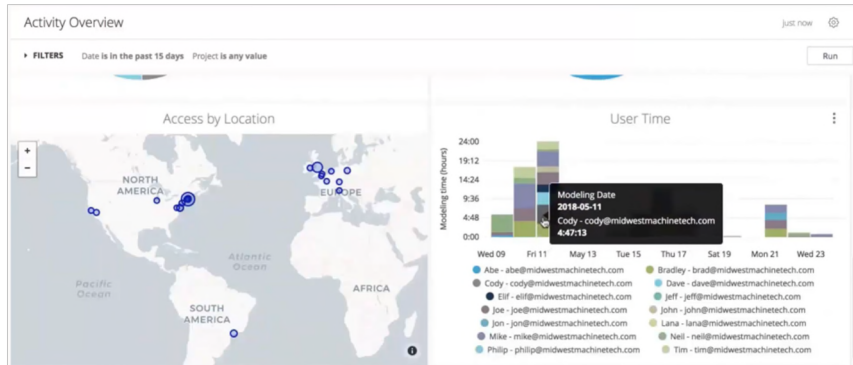 Activity Overview
just now
FILTERS Date is in the past 15 days Project is any value
Run
Access by Location
+
−
NORTH
AMERICA
EUROPE
Atlantic
Ocean
Pacific
Ocean
AFRICA
SOUTH
AMERICA
User Time
Modeling time (hours)
24:00
19:12
14:24
9:36
4:48
0:00
Modeling Date
2018-05-11
Cody - cody@midwestmachinetech.com
4:47:13
Wed 09 Fri 11 May 13 Tue 15 Thu 17 Sat 19 Mon 21 Wed 23
Abe - abe@midwestmachinetech.com Bradley - brad@midwestmachinetech.com
Cody - cody@midwestmachinetech.com Dave - dave@midwestmachinetech.com
Elif - elif@midwestmachinetech.com Jeff - jeff@midwestmachinetech.com
Joe - joe@midwestmachinetech.com John - john@midwestmachinetech.com
Jon - jon@midwestmachinetech.com Lana - lana@midwestmachinetech.com
Mike - mike@midwestmachinetech.com Neil - neil@midwestmachinetech.com
Philip - philip@midwestmachinetech.com Tim - tim@midwestmachinetech.com